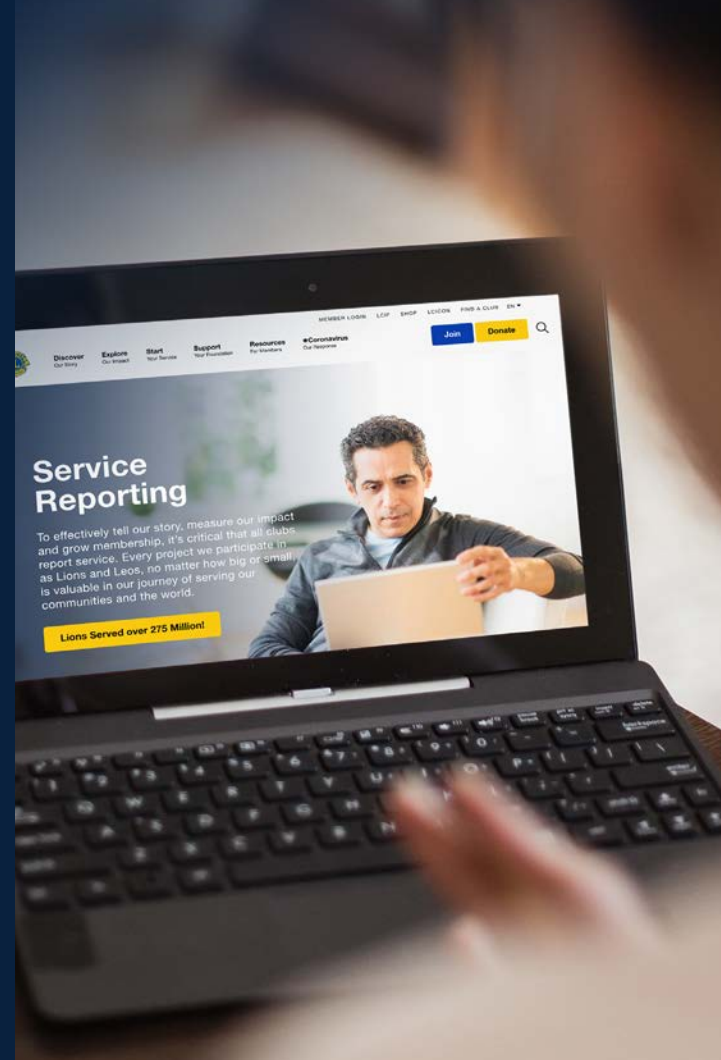 MEMBER LOGIN LCIF SHOP LCICON FIND A CLUB EN
Discover Explore Start Support Resources Coronavirus
Our Story Our Impact Your Service Your Foundation For Members Our Response
Join Donate
Service
Reporting
To effectively tell our story, measure our impact
and grow membership, it's critical that all clubs
report service. Every project we participate in
as Lions and Leos, no matter how big or small
is valuable in our journey of serving our
communities and the world.
Lions Served over 275 Million!